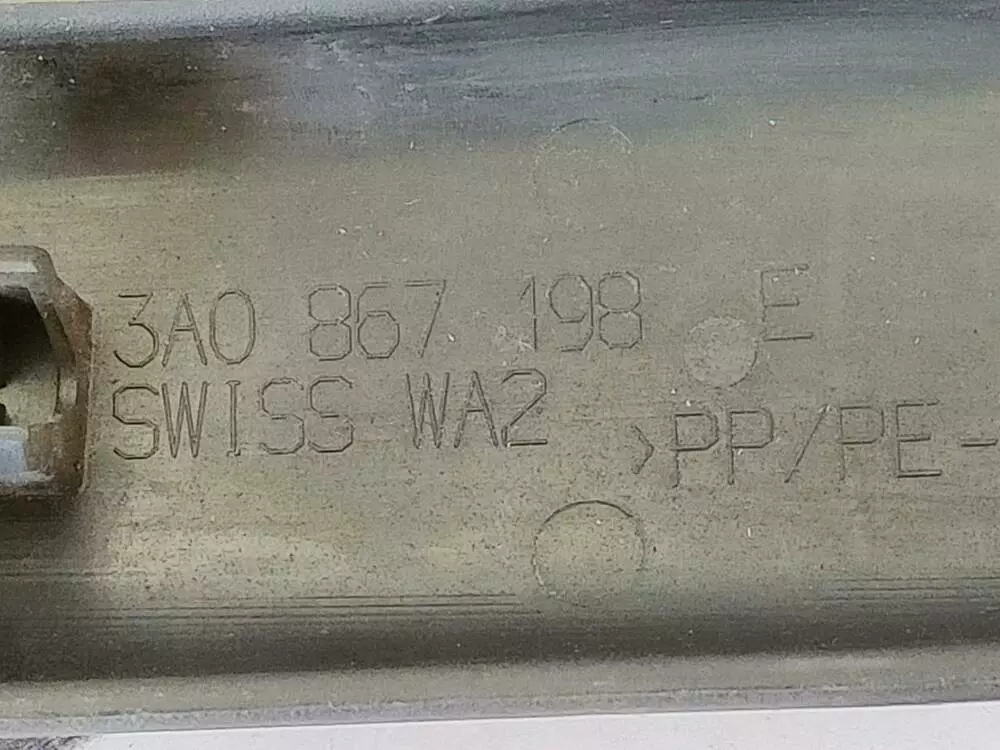 3A0 867 198 E
SWISS WA2
>PP/PE-